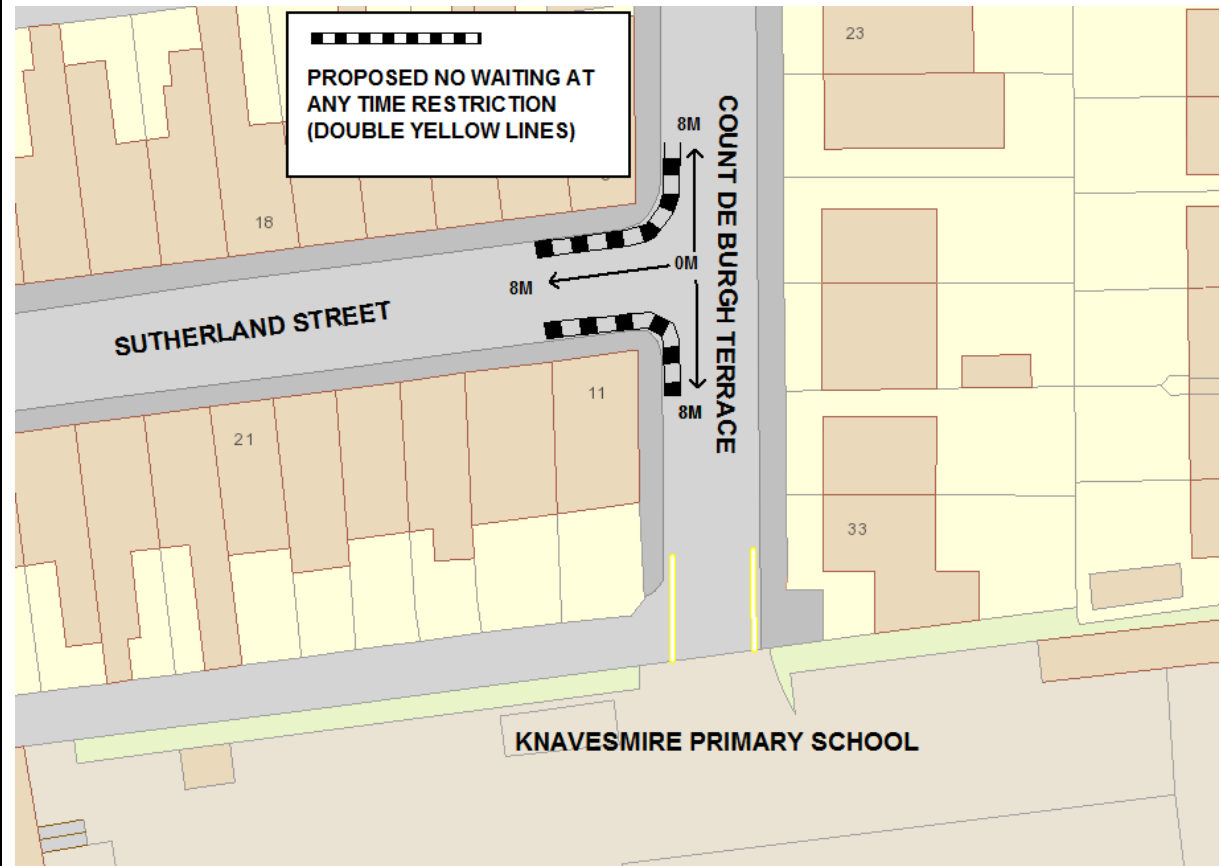 PROPOSED NO WAITING AT
ANY TIME RESTRICTION
(DOUBLE YELLOW LINES)
23
8M
COUNT DE BURGH TERRACE
18
0M
8M
SUTHERLAND STREET
11
8M
21
33
KNAVESMIRE PRIMARY SCHOOL